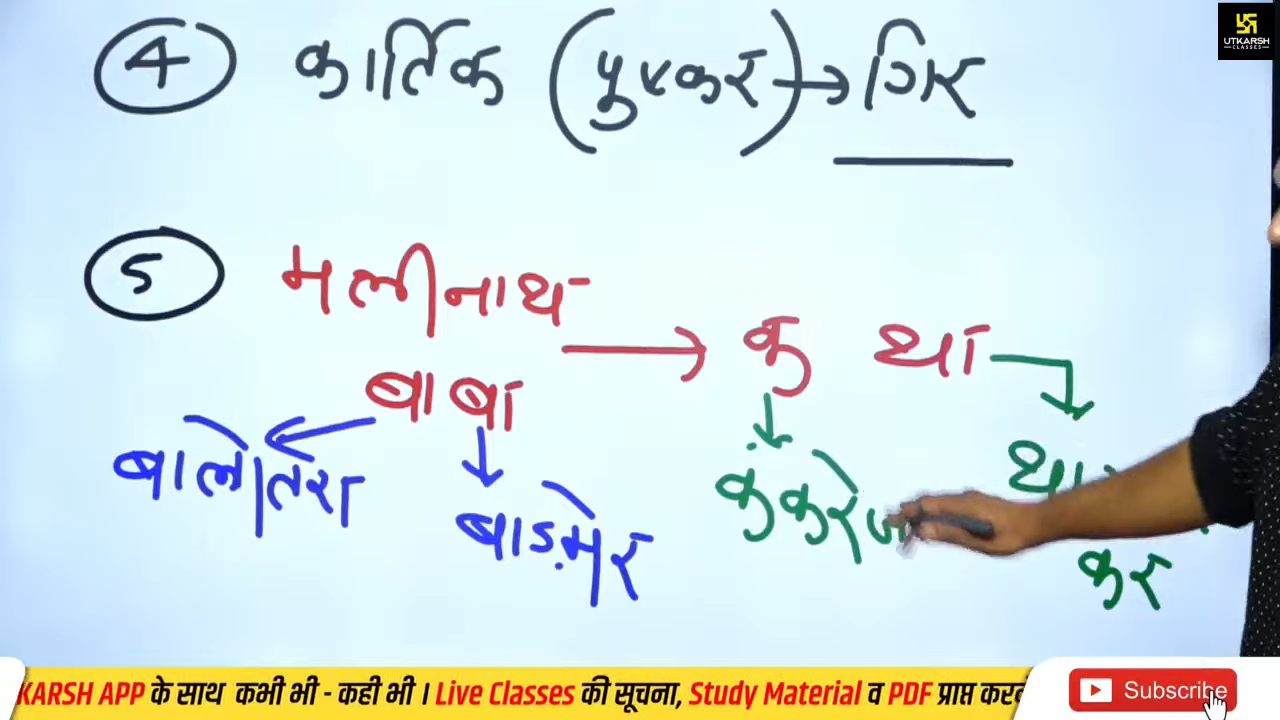 UTKARSH
CLASSES
4 कार्तिक (पुष्कर) → गिर
5 मलीनाथ → क था
बाबा
बालोतरा बाड़मेर कंकरेज
कर
KARSH APP के साथ कभी भी - कही भी । Live Classes की सूचना, Study Material व PDF प्राप्त
Subscribe